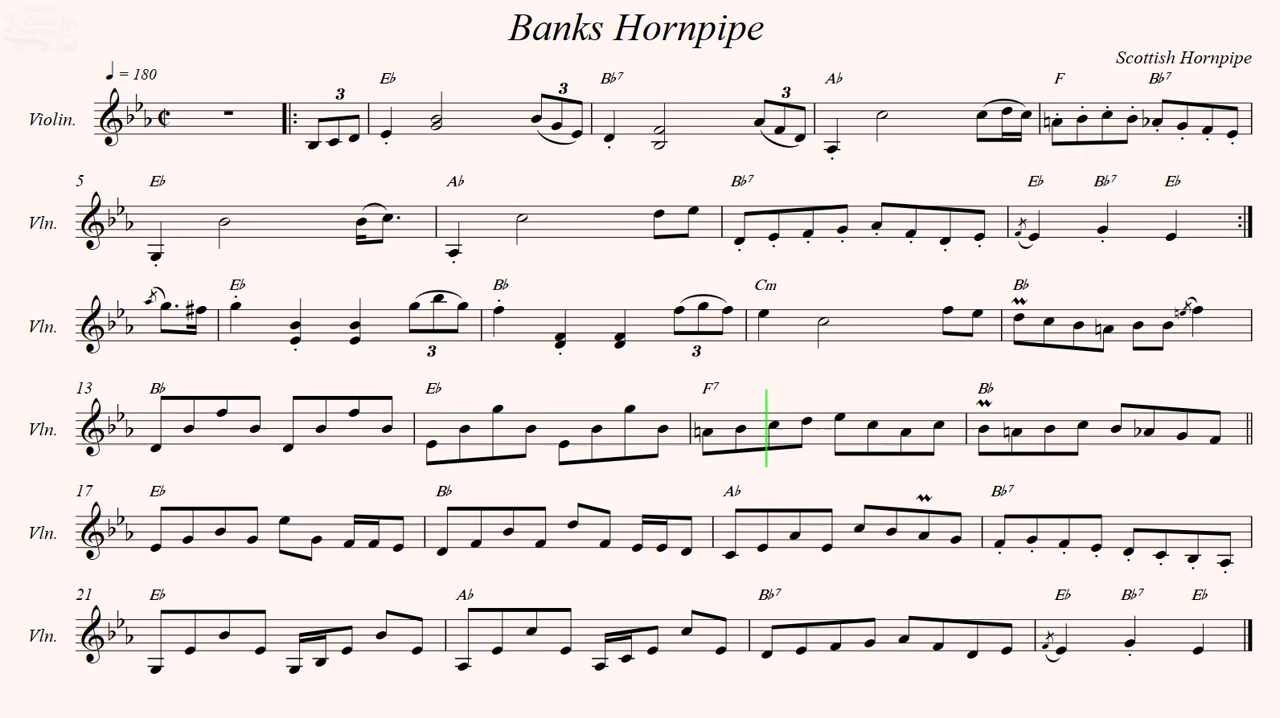 Banks Hornpipe
Scottish Hornpipe
♩ = 180
Violin.
3 3 3
E♭ B♭7 A♭ F B♭7
5
Vln.
E♭ A♭ B♭7 E♭ B♭7 E♭
Vln.
E♭ B♭ Cm B♭
3 3
13
Vln.
B♭ E♭ F7 B♭
17
Vln.
E♭ B♭ A♭ B♭7
21
Vln.
E♭ A♭ B♭7 E♭ B♭7 E♭